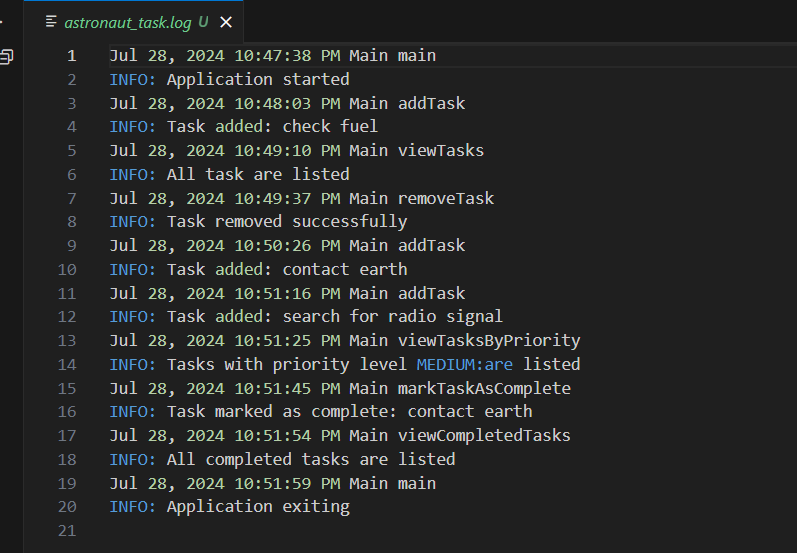 astronaut_task.log U
1 Jul 28, 2024 10:47:38 PM Main main
2 INFO: Application started
3 Jul 28, 2024 10:48:03 PM Main addTask
4 INFO: Task added: check fuel
5 Jul 28, 2024 10:49:10 PM Main viewTasks
6 INFO: All task are listed
7 Jul 28, 2024 10:49:37 PM Main removeTask
8 INFO: Task removed successfully
9 Jul 28, 2024 10:50:26 PM Main addTask
10 INFO: Task added: contact earth
11 Jul 28, 2024 10:51:16 PM Main addTask
12 INFO: Task added: search for radio signal
13 Jul 28, 2024 10:51:25 PM Main viewTasksByPriority
14 INFO: Tasks with priority level MEDIUM:are listed
15 Jul 28, 2024 10:51:45 PM Main markTaskAsComplete
16 INFO: Task marked as complete: contact earth
17 Jul 28, 2024 10:51:54 PM Main viewCompletedTasks
18 INFO: All completed tasks are listed
19 Jul 28, 2024 10:51:59 PM Main main
20 INFO: Application exiting
21